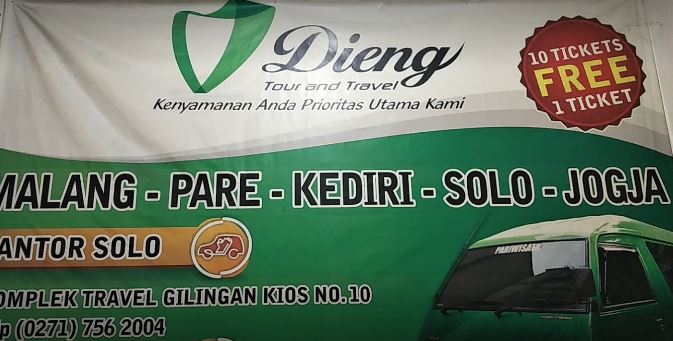 Dieng
Tour and Travel
Kenyamanan Anda Prioritas Utama Kami
10 TICKETS
FREE
1 TICKET
MALANG - PARE - KEDIRI - SOLO - JOGJA
ANTOR SOLO
OMPLEK TRAVEL GILINGAN KIOS NO.10
lp (0271) 756 2004
PARIWISATA